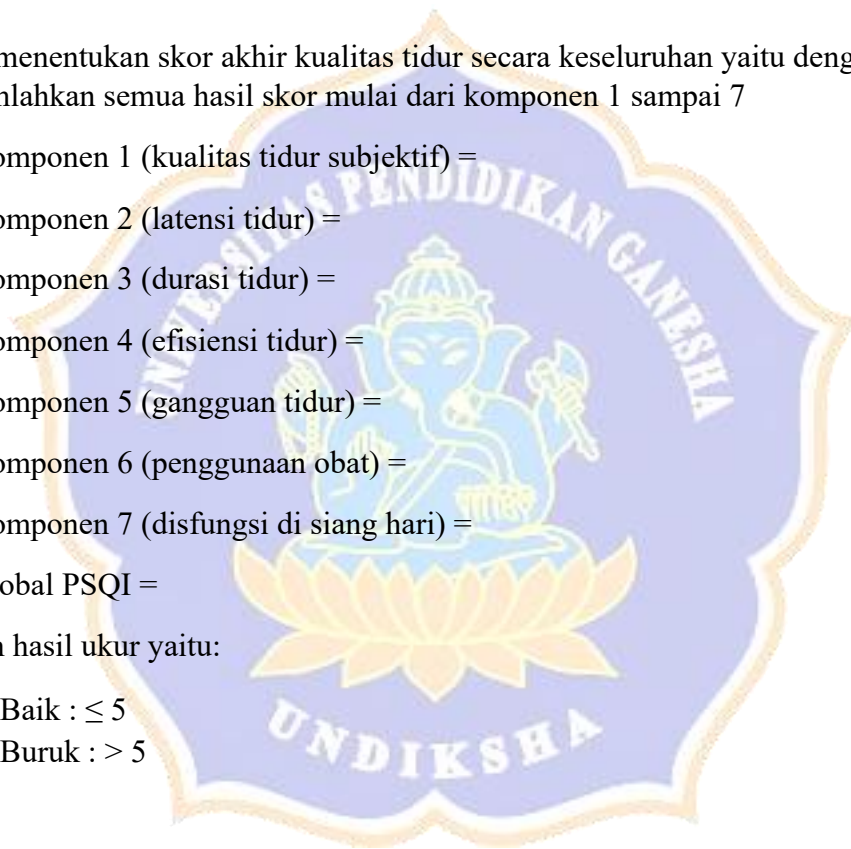 menentukan skor akhir kualitas tidur secara keseluruhan yaitu deng
nlahkan semua hasil skor mulai dari komponen 1 sampai 7
omponen 1 (kualitas tidur subjektif) =
omponen 2 (latensi tidur) =
omponen 3 (durasi tidur) =
omponen 4 (efisiensi tidur) =
omponen 5 (gangguan tidur) =
omponen 6 (penggunaan obat) =
omponen 7 (disfungsi di siang hari) =
obal PSQI =
n hasil ukur yaitu:
Baik : ≤ 5
Buruk : > 5
UNIVERSITAS PENDIDIKAN GANESHA
UNDIKSHA